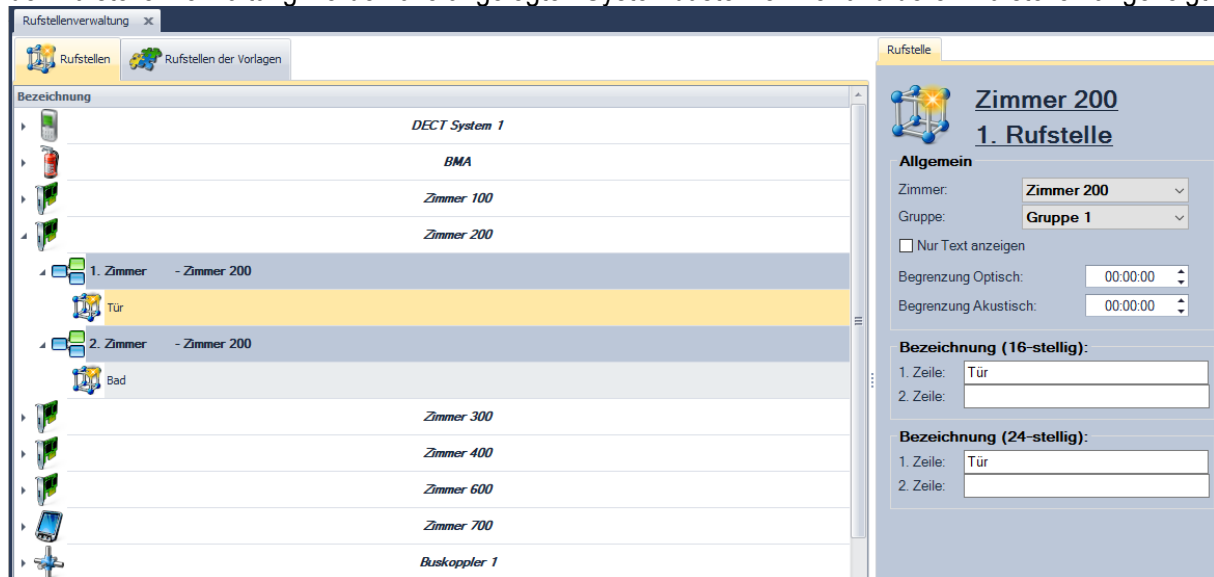 Rufstellenverwaltung x
Rufstellen
Rufstellen der Vorlagen
Bezeichnung
DECT System 1
BMA
Zimmer 100
Zimmer 200
1. Zimmer - Zimmer 200
Tür
2. Zimmer - Zimmer 200
Bad
Zimmer 300
Zimmer 400
Zimmer 600
Zimmer 700
Buskoppler 1
Rufstelle
Zimmer 200
1. Rufstelle
Allgemein
Zimmer: Zimmer 200
Gruppe: Gruppe 1
Nur Text anzeigen
Begrenzung Optisch: 00:00:00
Begrenzung Akustisch: 00:00:00
Bezeichnung (16-stellig):
1. Zeile: Tür
2. Zeile:
Bezeichnung (24-stellig):
1. Zeile: Tür
2. Zeile: